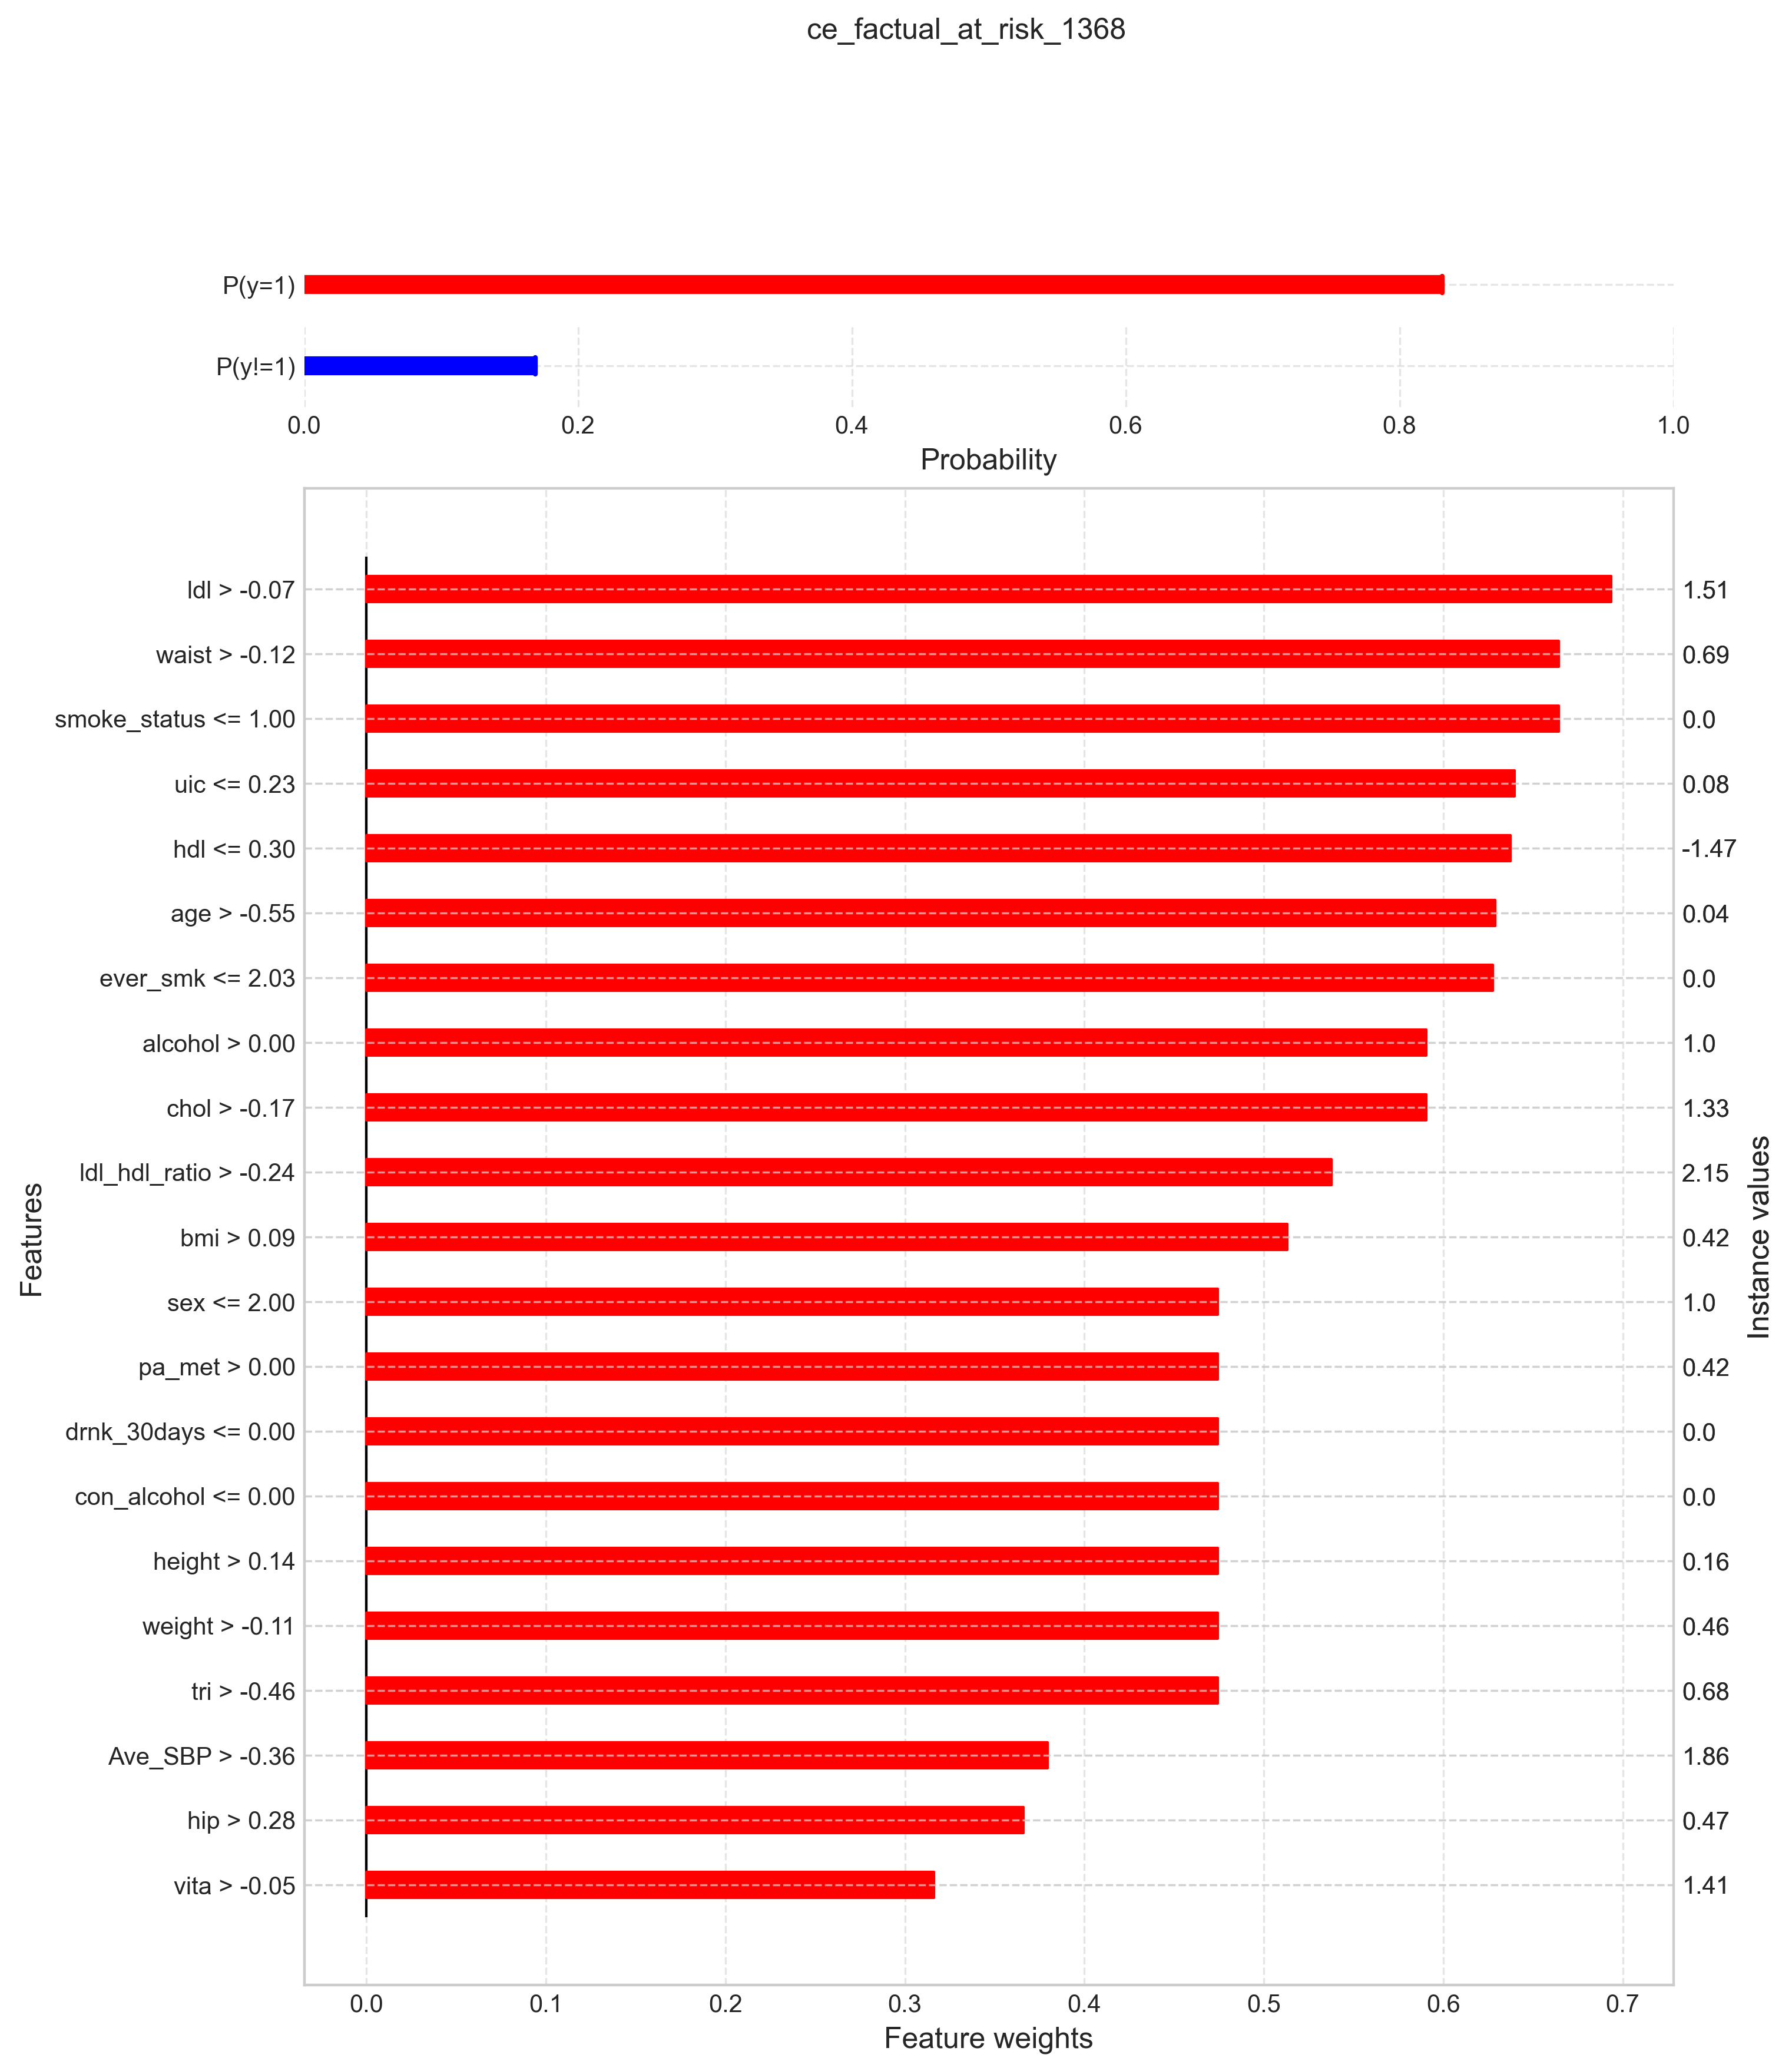 ce_factual_at_risk_1368
P(y=1)
P(y!=1)
0.0 0.2 0.4 0.6 0.8 1.0
Probability
ldl > -0.07 1.51
waist > -0.12 0.69
smoke_status <= 1.00 0.0
uic <= 0.23 0.08
hdl <= 0.30 -1.47
age > -0.55 0.04
ever_smk <= 2.03 0.0
alcohol > 0.00 1.0
chol > -0.17 1.33
ldl_hdl_ratio > -0.24 2.15
bmi > 0.09 0.42
sex <= 2.00 1.0
pa_met > 0.00 0.42
drnk_30days <= 0.00 0.0
con_alcohol <= 0.00 0.0
height > 0.14 0.16
weight > -0.11 0.46
tri > -0.46 0.68
Ave_SBP > -0.36 1.86
hip > 0.28 0.47
vita > -0.05 1.41
Features
Instance values
0.0 0.1 0.2 0.3 0.4 0.5 0.6 0.7
Feature weights